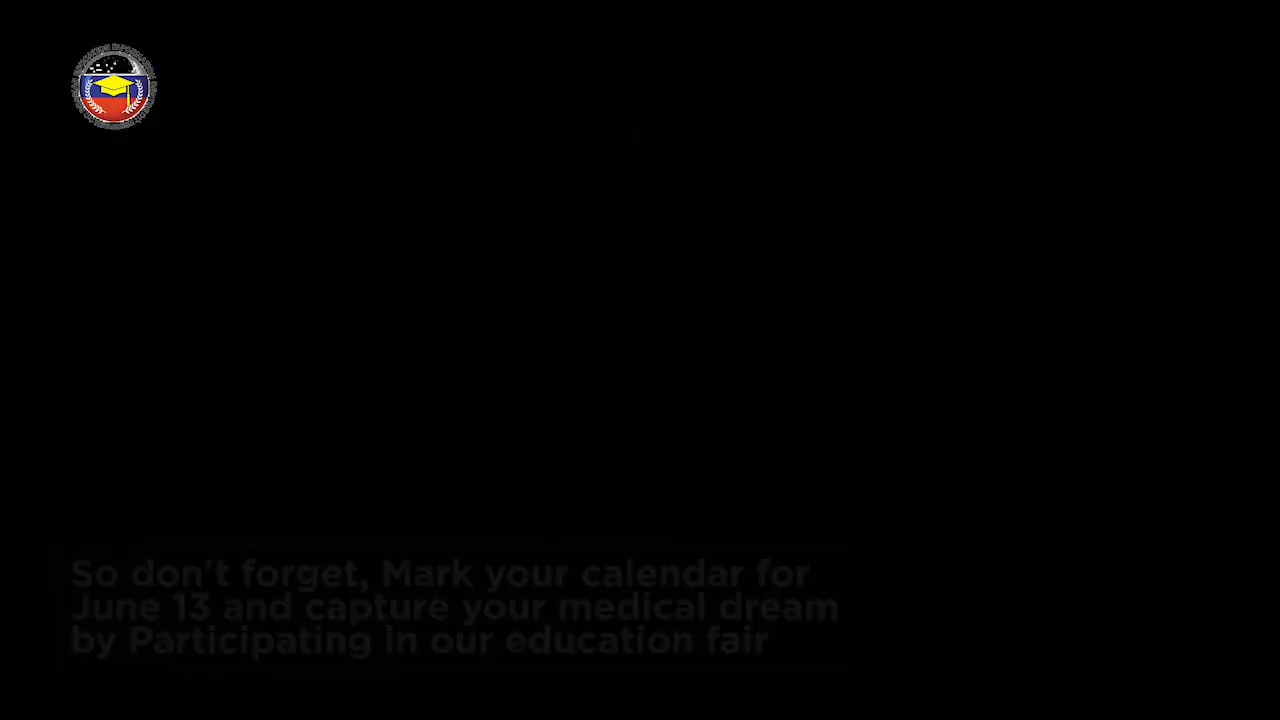 So don't forget, Mark your calendar for
June 13 and capture your medical dream
by Participating in our education fair